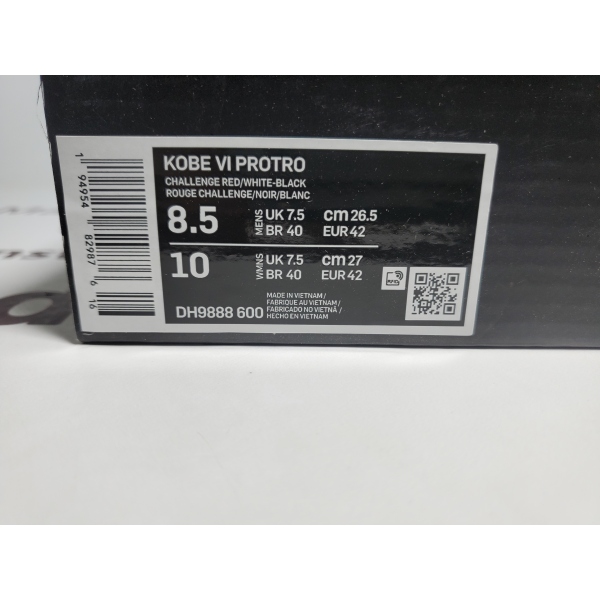 KOBE VI PROTRO
CHALLENGE RED/WHITE-BLACK
ROUGE CHALLENGE/NOIR/BLANC
8.5 MENS UK 7.5 cm 26.5
BR 40 EUR 42
10 WMNS UK 7.5 cm 27
BR 40 EUR 42
DH9888 600
MADE IN VIETNAM/
FABRIQUE AU VIETNAM/
FABRICADO NO VIETNÃ/
HECHO EN VIETNAM
RFID
1 94954 82987 6 16